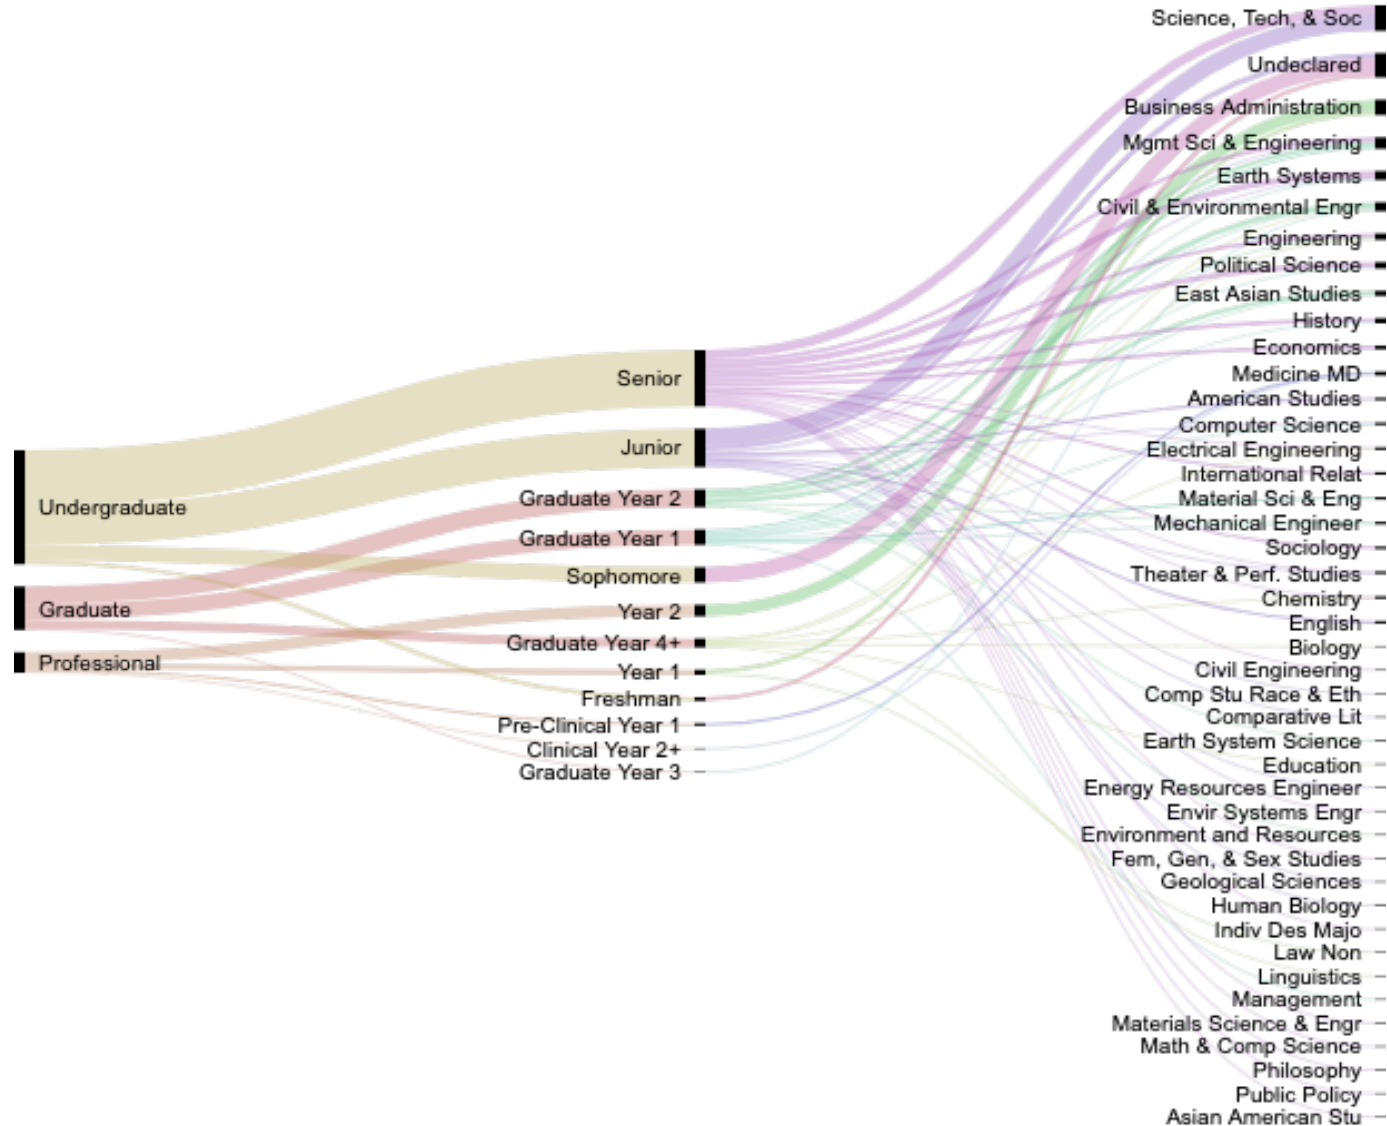 Undergraduate
Graduate
Professional
Senior
Junior
Graduate Year 2
Graduate Year 1
Sophomore
Year 2
Graduate Year 4+
Year 1
Freshman
Pre-Clinical Year 1
Clinical Year 2+
Graduate Year 3
Science, Tech, & Soc
Undeclared
Business Administration
Mgmt Sci & Engineering
Earth Systems
Civil & Environmental Engr
Engineering
Political Science
East Asian Studies
History
Economics
Medicine MD
American Studies
Computer Science
Electrical Engineering
International Relat
Material Sci & Eng
Mechanical Engineer
Sociology
Theater & Perf. Studies
Chemistry
English
Biology
Civil Engineering
Comp Stu Race & Eth
Comparative Lit
Earth System Science
Education
Energy Resources Engineer
Envir Systems Engr
Environment and Resources
Fem, Gen, & Sex Studies
Geological Sciences
Human Biology
Indiv Des Majo
Law Non
Linguistics
Management
Materials Science & Engr
Math & Comp Science
Philosophy
Public Policy
Asian American Stu